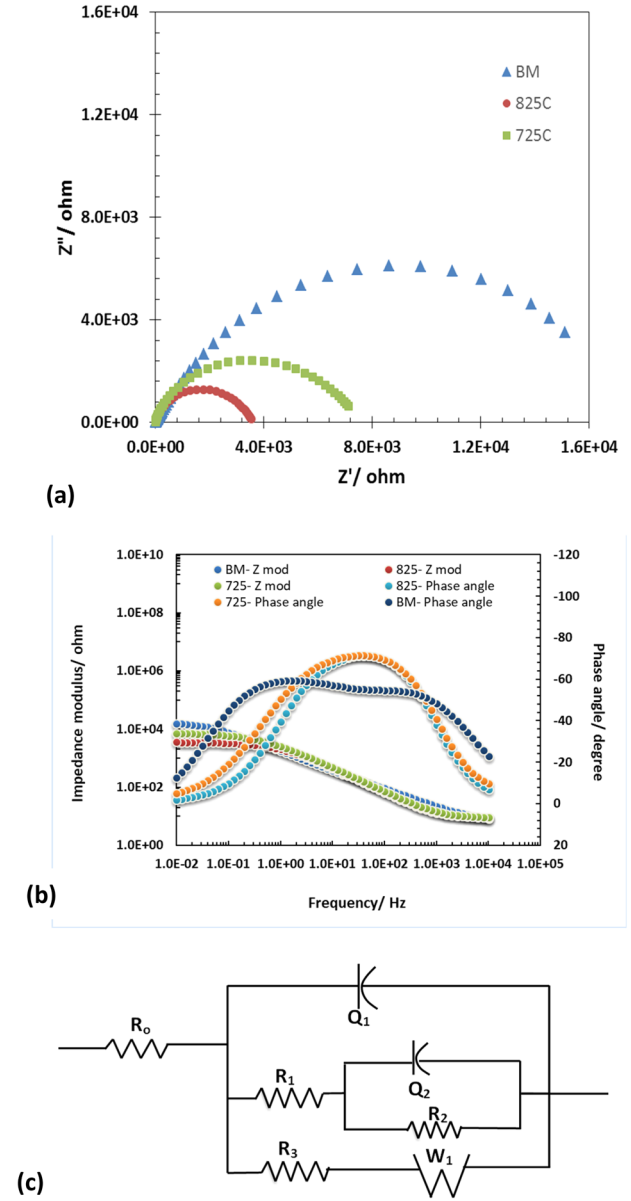 1.6E+04
BM
825C
1.2E+04
725C
8.0E+03
Z"/ ohm
4.0E+03
0.0E+00
0.0E+00 4.0E+03 8.0E+03 1.2E+04 1.6E+04
Z'/ ohm
(a)
1.0E+10 -120
BM- Z mod 825- Z mod
725- Z mod 825- Phase angle
725- Phase angle BM- Phase angle
1.0E+08 -100
-80
1.0E+06 -60
1.0E+04 -40
-20
1.0E+02 0
1.0E+00 20
Impedance modulus/ ohm
Phase angle/ degree
1.0E-02 1.0E-01 1.0E+00 1.0E+01 1.0E+02 1.0E+03 1.0E+04 1.0E+05
Frequency/ Hz
(b)
Q1
Ro
R1
Q2
R2
R3
W1
(c)